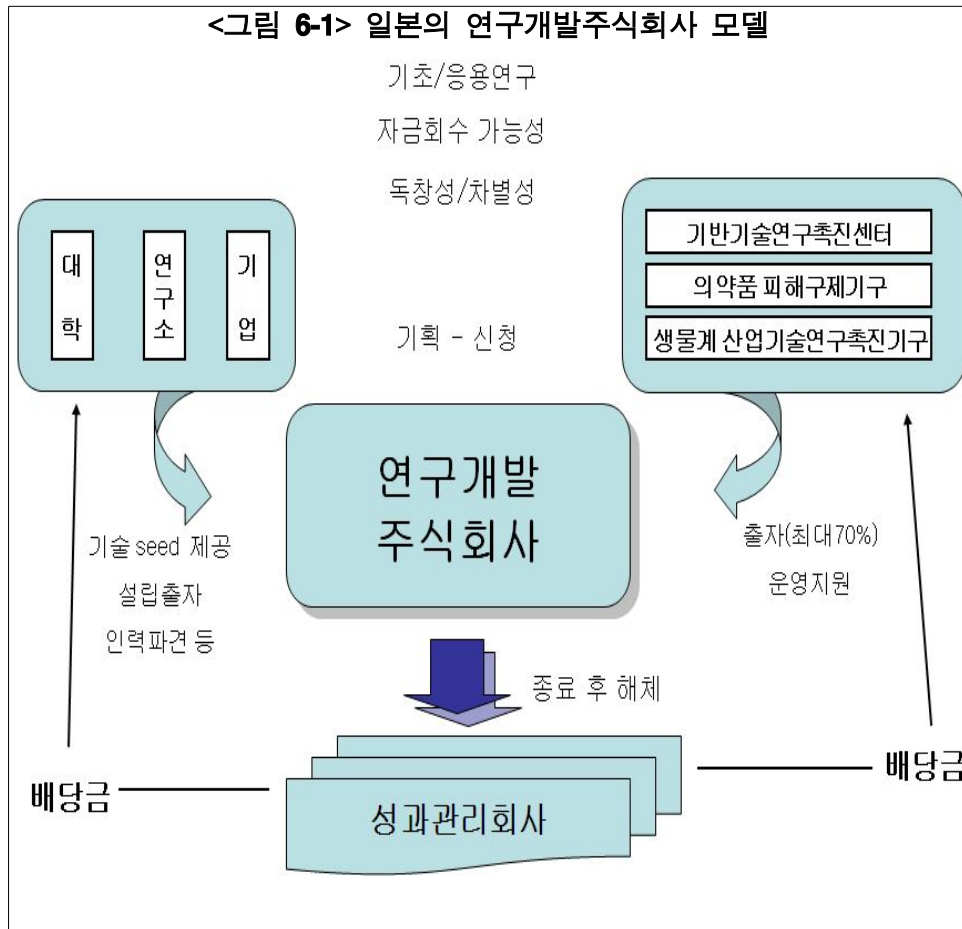 <그림 6-1> 일본의 연구개발주식회사 모델
기초/응용연구
자금회수 가능성
독창성/차별성
대학
연구소
기업
기반기술연구촉진센터
의약품 피해구제기구
생물계 산업기술연구촉진기구
기획 - 신청
연구개발
주식회사
기술 seed 제공
설립출자
인력파견 등
출자(최대70%)
운영지원
종료 후 해체
배당금
배당금
성과관리회사